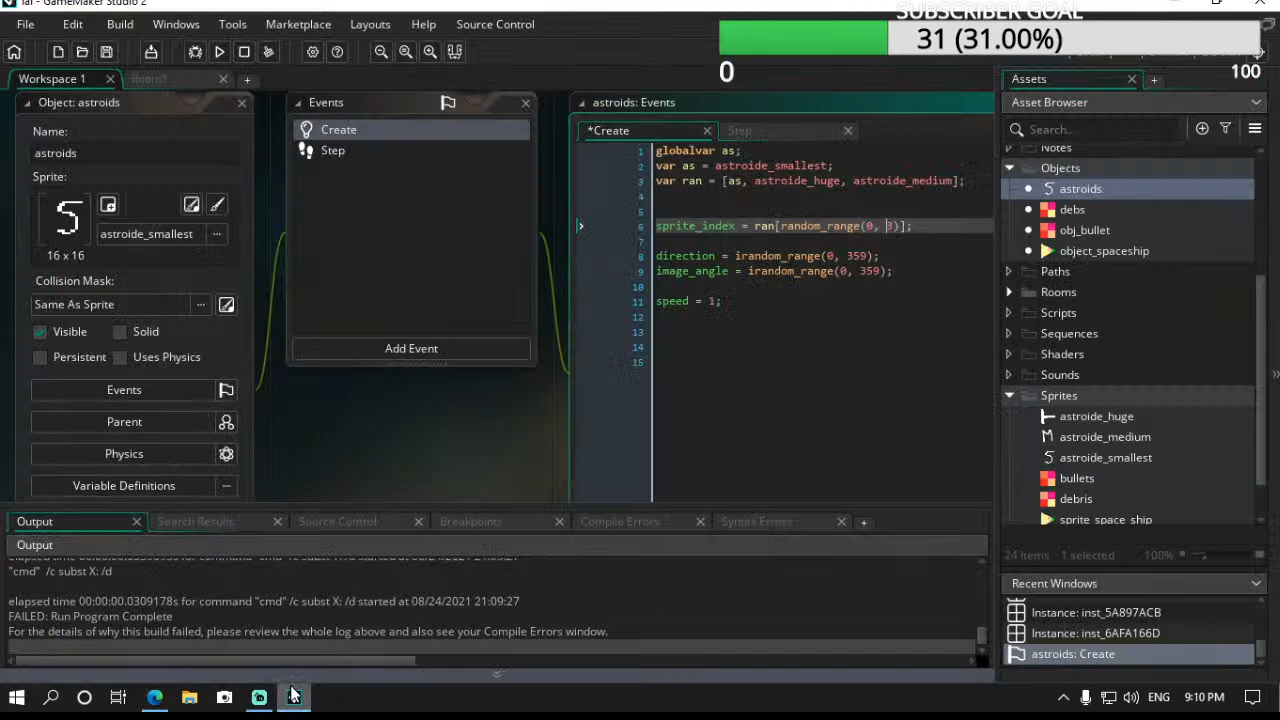 GameMaker Studio 2
File Edit Build Windows Tools Marketplace Layouts Help Source Control
SUBSCRIBER GOAL
31 (31.00%)
0
100
Workspace 1
Object: astroids
Name:
astroids
Sprite:
astroide_smallest
16 x 16
Collision Mask:
Same As Sprite
Visible Solid
Persistent Uses Physics
Events
Parent
Physics
Variable Definitions
Events
Create
Step
Add Event
astroids: Events
*Create Step
1 globalvar as;
2 var as = astroide_smallest;
3 var ran = [as, astroide_huge, astroide_medium];
4
5
6 sprite_index = ran[random_range(0, 3)];
7
8 direction = irandom_range(0, 359);
9 image_angle = irandom_range(0, 359);
10
11 speed = 1;
12
13
14
15
Assets
Asset Browser
Search...
Notes
Objects
astroids
debs
obj_bullet
object_spaceship
Paths
Rooms
Scripts
Sequences
Shaders
Sounds
Sprites
astroide_huge
astroide_medium
astroide_smallest
bullets
debris
sprite_space_ship
24 items 1 selected 100%
Recent Windows
Instance: inst_5A897ACB
Instance: inst_6AFA166D
astroids: Create
Output Search Results Source Control Breakpoints Compile Errors Syntax Errors
Output
"cmd" /c subst X: /d
elapsed time 00:00:00.0309178s for command "cmd" /c subst X: /d started at 08/24/2021 21:09:27
FAILED: Run Program Complete
For the details of why this build failed, please review the whole log above and also see your Compile Errors window.
ENG 9:10 PM